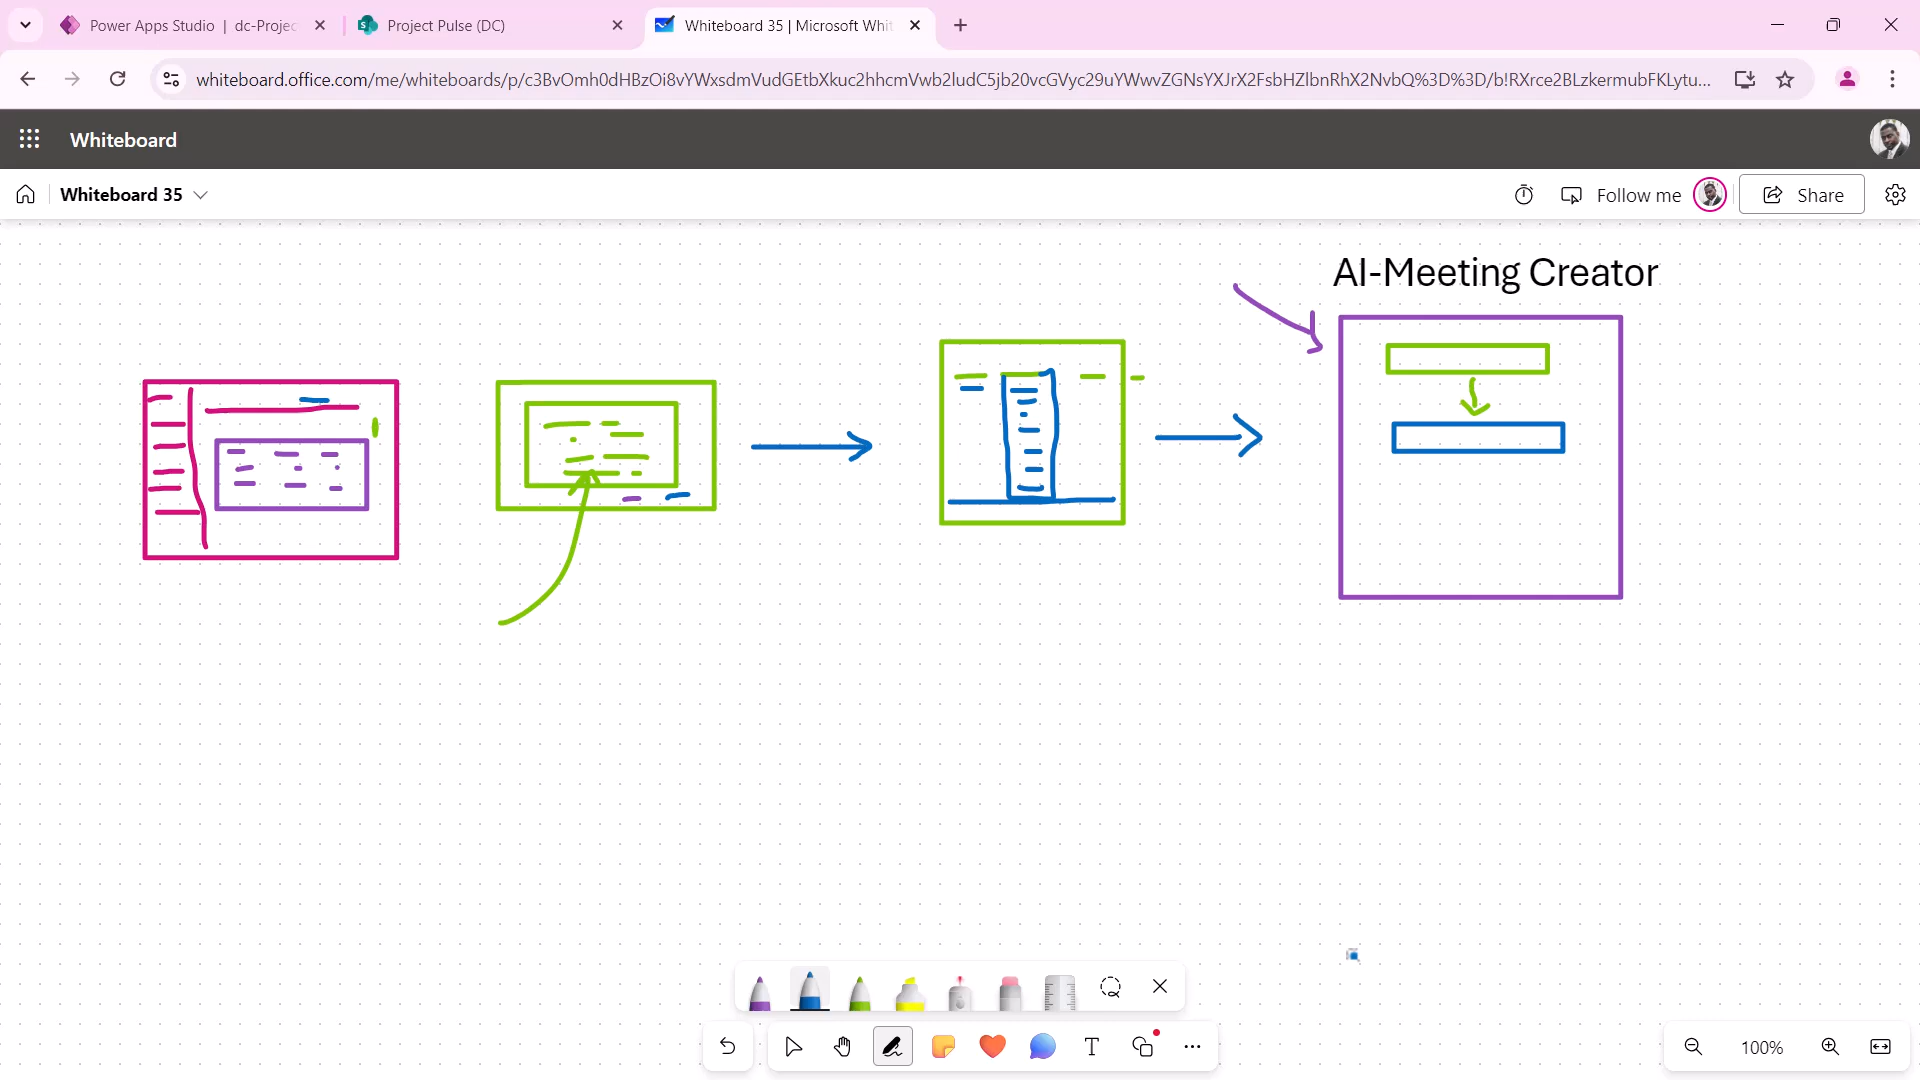 Power Apps Studio | dc-Projec
Project Pulse (DC)
Whiteboard 35 | Microsoft Whit
whiteboard.office.com/me/whiteboards/p/c3BvOmh0dHBzOi8vYWxsdmVudGEtbXkuc2hhcmVwb2ludC5jb20vcGVyc29uYWwvZGNsYXJrX2FsbHZlbnRhX2NvbQ%3D%3D/b!RXrce2BLzkermubFKLytu...
Whiteboard
Whiteboard 35
Follow me
Share
AI-Meeting Creator
100%